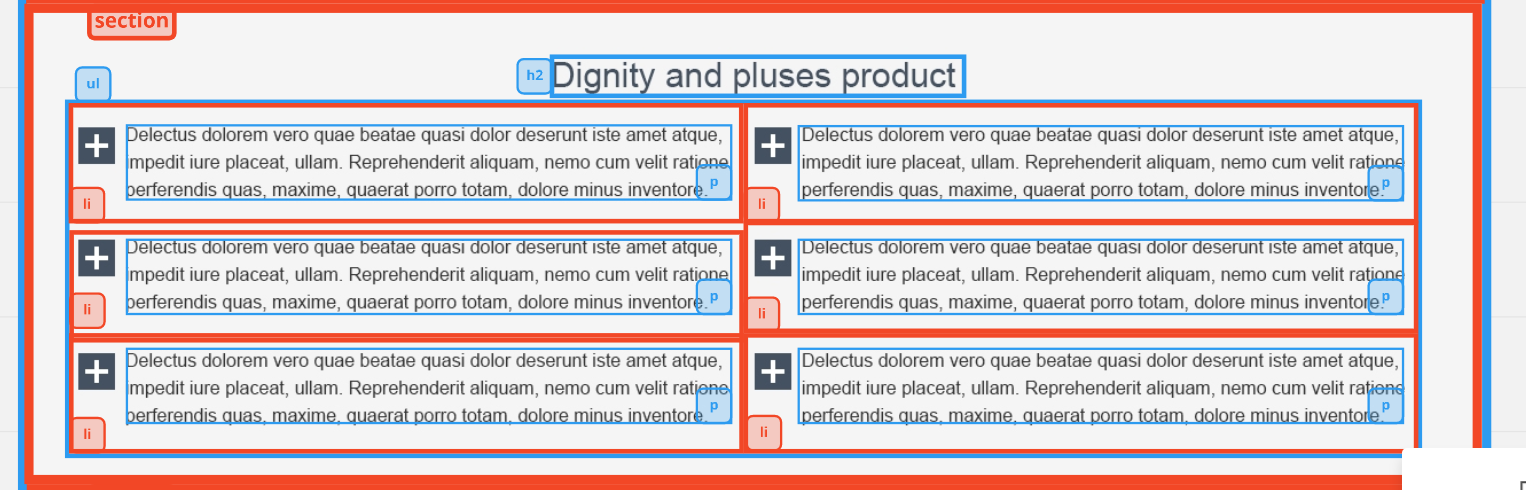 section
ul
h2
Dignity and pluses product
Delectus dolorem vero quae beatae quasi dolor deserunt iste amet atque,
impedit iure placeat, ullam. Reprehenderit aliquam, nemo cum velit ratione
perferendis quas, maxime, quaerat porro totam, dolore minus inventore.
p
li
Delectus dolorem vero quae beatae quasi dolor deserunt iste amet atque,
impedit iure placeat, ullam. Reprehenderit aliquam, nemo cum velit ratione
perferendis quas, maxime, quaerat porro totam, dolore minus inventore.
p
li
Delectus dolorem vero quae beatae quasi dolor deserunt iste amet atque,
impedit iure placeat, ullam. Reprehenderit aliquam, nemo cum velit ratione
perferendis quas, maxime, quaerat porro totam, dolore minus inventore.
p
li
Delectus dolorem vero quae beatae quasi dolor deserunt iste amet atque,
impedit iure placeat, ullam. Reprehenderit aliquam, nemo cum velit ratione
perferendis quas, maxime, quaerat porro totam, dolore minus inventore.
p
li
Delectus dolorem vero quae beatae quasi dolor deserunt iste amet atque,
impedit iure placeat, ullam. Reprehenderit aliquam, nemo cum velit ratione
perferendis quas, maxime, quaerat porro totam, dolore minus inventore.
p
li
Delectus dolorem vero quae beatae quasi dolor deserunt iste amet atque,
impedit iure placeat, ullam. Reprehenderit aliquam, nemo cum velit ratione
perferendis quas, maxime, quaerat porro totam, dolore minus inventore.
p
li